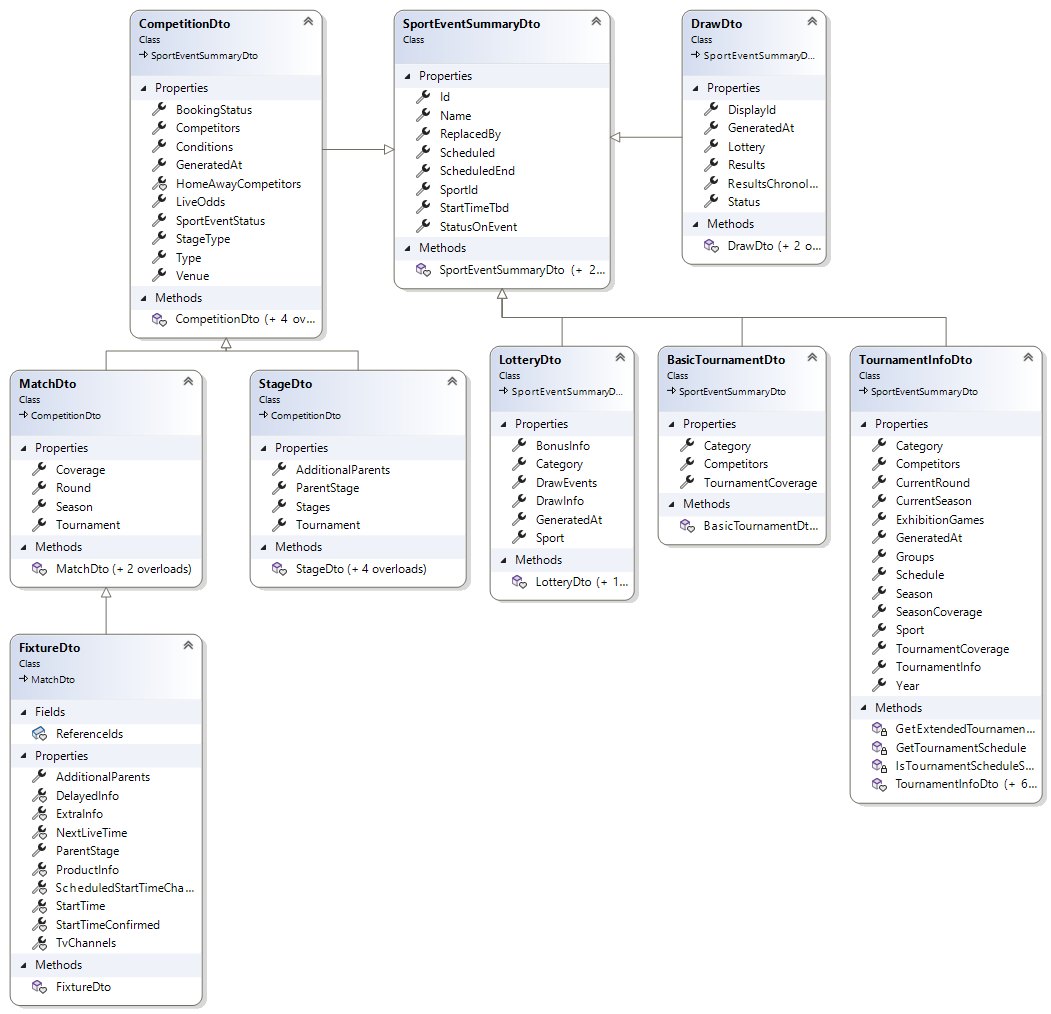 CompetitionDto
Class
SportEventSummaryDto
Properties
BookingStatus
Competitors
Conditions
GeneratedAt
HomeAwayCompetitors
LiveOdds
SportEventStatus
StageType
Type
Venue
Methods
CompetitionDto (+ 4 ov...
SportEventSummaryDto
Class
Properties
Id
Name
ReplacedBy
Scheduled
ScheduledEnd
SportId
StartTimeTbd
StatusOnEvent
Methods
SportEventSummaryDto (+ 2...
DrawDto
Class
SportEventSummaryD...
Properties
DisplayId
GeneratedAt
Lottery
Results
ResultsChronol...
Status
Methods
DrawDto (+ 2 o...
MatchDto
Class
CompetitionDto
Properties
Coverage
Round
Season
Tournament
Methods
MatchDto (+ 2 overloads)
StageDto
Class
CompetitionDto
Properties
AdditionalParents
ParentStage
Stages
Tournament
Methods
StageDto (+ 4 overloads)
LotteryDto
Class
SportEventSummaryD...
Properties
BonusInfo
Category
DrawEvents
DrawInfo
GeneratedAt
Sport
Methods
LotteryDto (+ 1...
BasicTournamentDto
Class
SportEventSummaryDto
Properties
Category
Competitors
TournamentCoverage
Methods
BasicTournamentDt...
TournamentInfoDto
Class
SportEventSummaryDto
Properties
Category
Competitors
CurrentRound
CurrentSeason
ExhibitionGames
GeneratedAt
Groups
Schedule
Season
SeasonCoverage
Sport
TournamentCoverage
TournamentInfo
Year
Methods
GetExtendedTournamen...
GetTournamentSchedule
IsTournamentScheduleS...
TournamentInfoDto (+ 6...
FixtureDto
Class
MatchDto
Fields
ReferenceIds
Properties
AdditionalParents
DelayedInfo
ExtraInfo
NextLiveTime
ParentStage
ProductInfo
ScheduledStartTimeCha...
StartTime
StartTimeConfirmed
TvChannels
Methods
FixtureDto